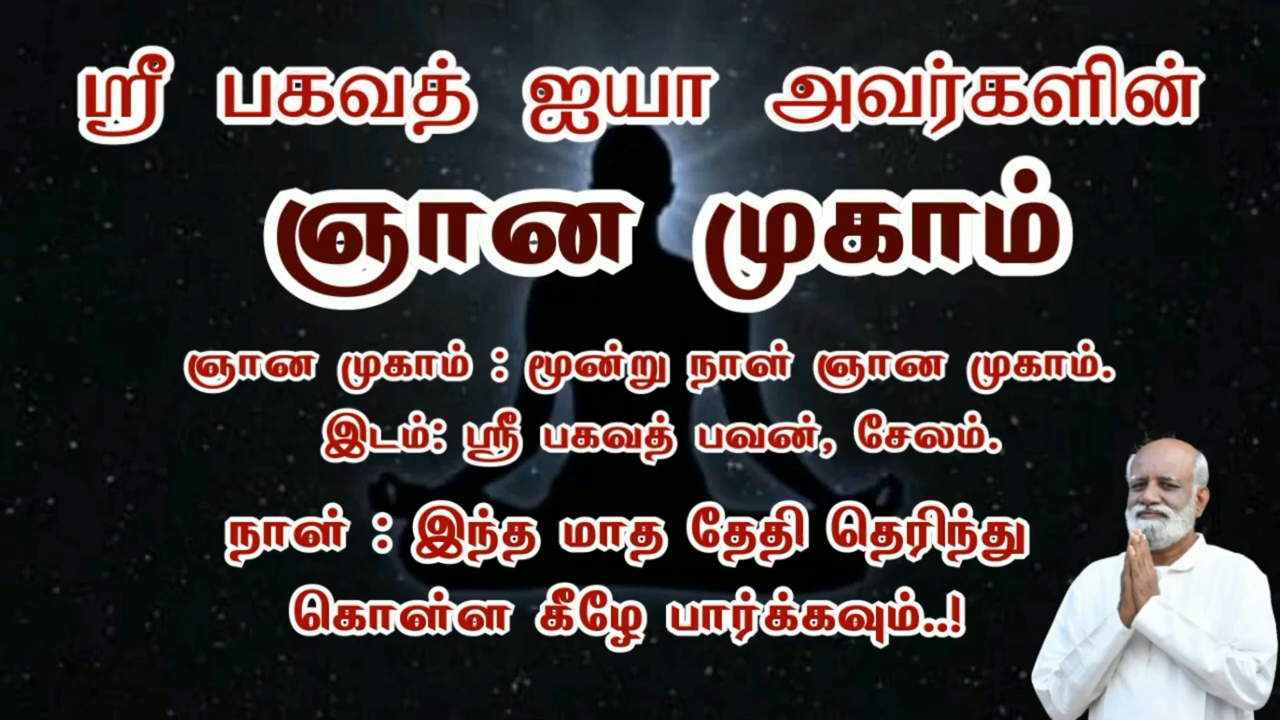 ஸ்ரீ பகவத் ஐயா அவர்களின்
ஞான முகாம்
ஞான முகாம் : மூன்று நாள் ஞான முகாம்.
இடம்: ஸ்ரீ பகவத் பவன், சேலம்.
நாள் : இந்த மாத தேதி தெரிந்து
கொள்ள கீழே பார்க்கவும்..!